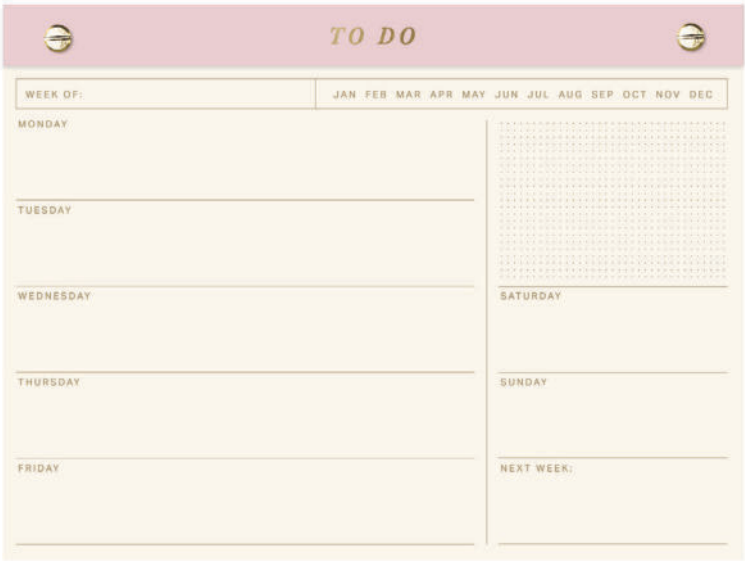 TO DO
WEEK OF:
JAN FEB MAR APR MAY JUN JUL AUG SEP OCT NOV DEC
MONDAY
TUESDAY
WEDNESDAY
THURSDAY
FRIDAY
SATURDAY
SUNDAY
NEXT WEEK: